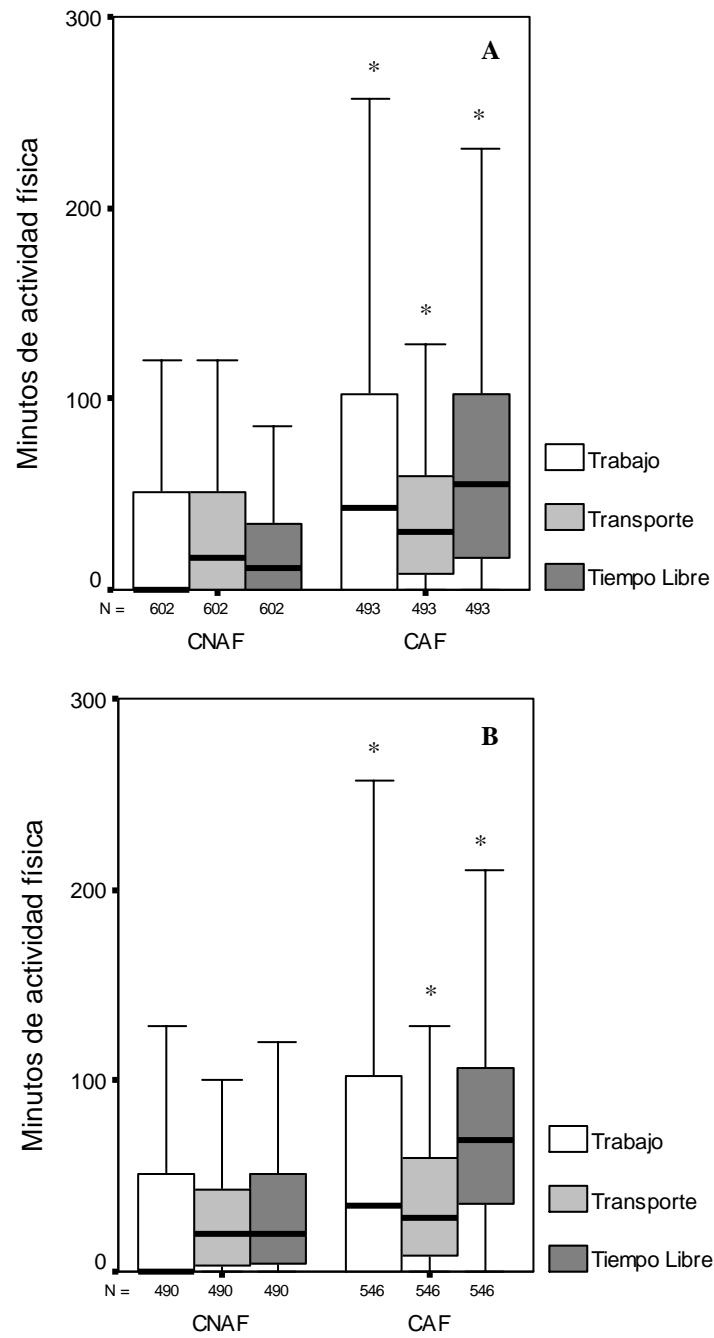 300
A
*
*
200
*
Minutos de actividad física
100
Trabajo
Transporte
Tiempo Libre
0
N = 602 602 602 493 493 493
CNAF CAF
300
B
*
*
200
*
Minutos de actividad física
100
Trabajo
Transporte
Tiempo Libre
0
N = 490 490 490 546 546 546
CNAF CAF